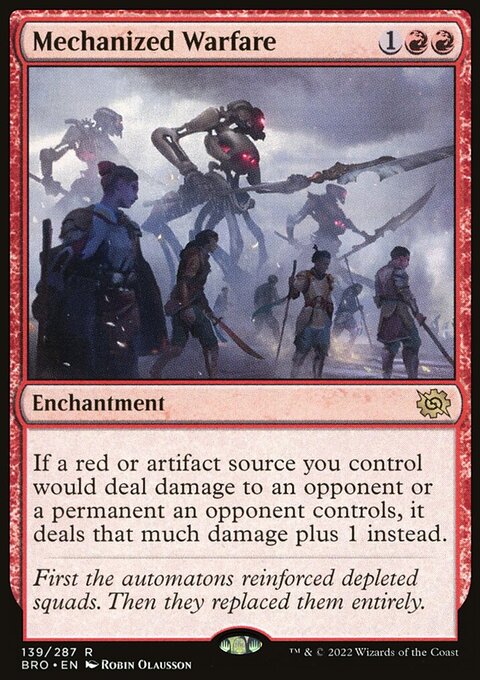 Mechanized Warfare 1
Enchantment
If a red or artifact source you control
would deal damage to an opponent or
a permanent an opponent controls, it
deals that much damage plus 1 instead.
First the automatons reinforced depleted
squads. Then they replaced them entirely.
139/287 R
BRO • EN Robin Olausson
™ & © 2022 Wizards of the Coast